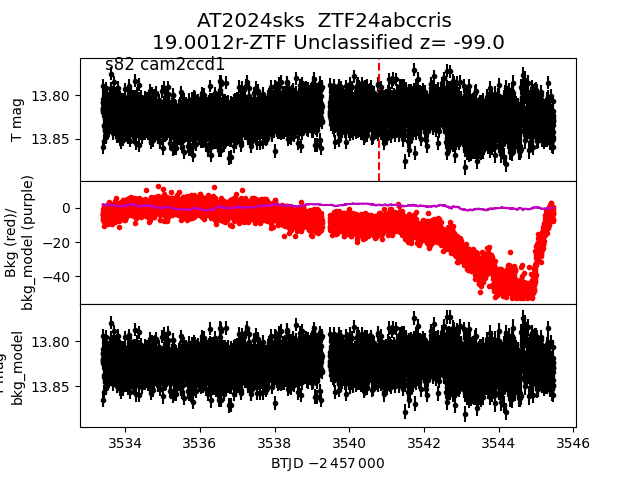 AT2024sks  ZTF24abccris
19.0012r-ZTF Unclassified z= -99.0
s82 cam2ccd1
T mag
13.80
13.85
Bkg (red)/
bkg_model (purple)
0
−20
−40
bkg_model
13.80
13.85
3534 3536 3538 3540 3542 3544 3546
BTJD −2 457 000